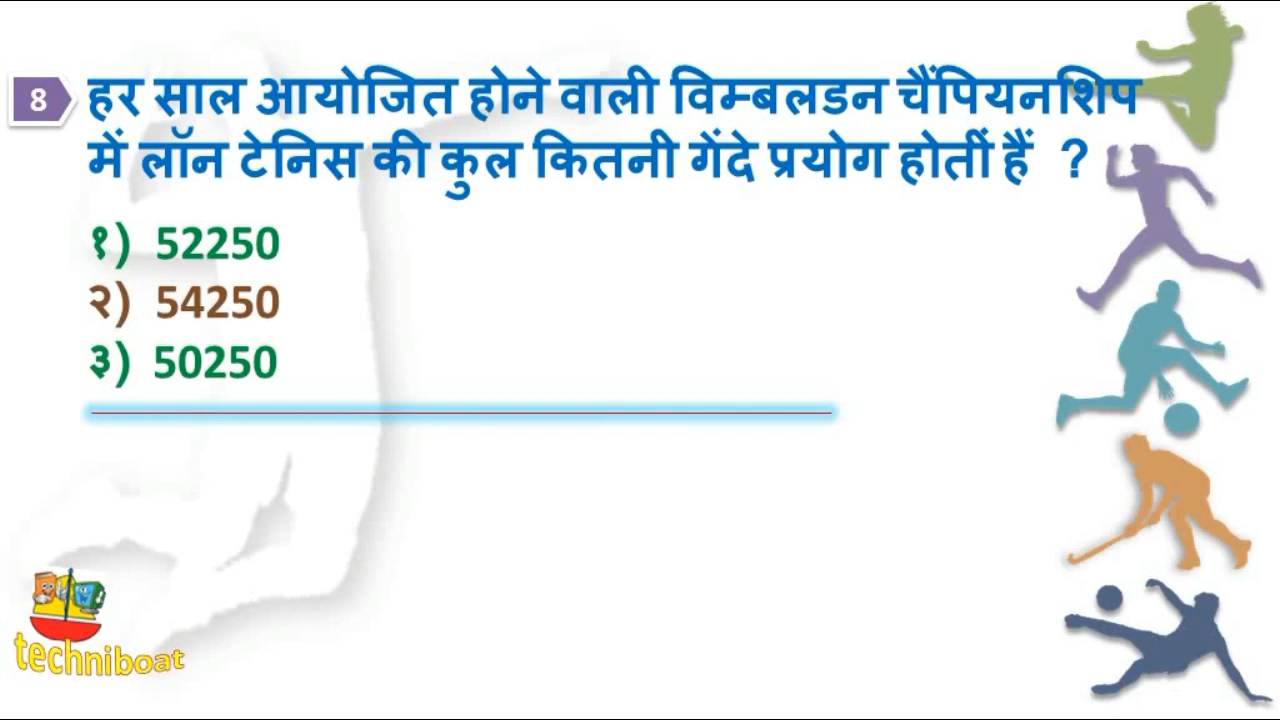 8
हर साल आयोजित होने वाली विम्बलडन चैंपियनशिप
में लॉन टेनिस की कुल कितनी गेंदे प्रयोग होतीं हैं ?
१) 52250
२) 54250
३) 50250
techniboat